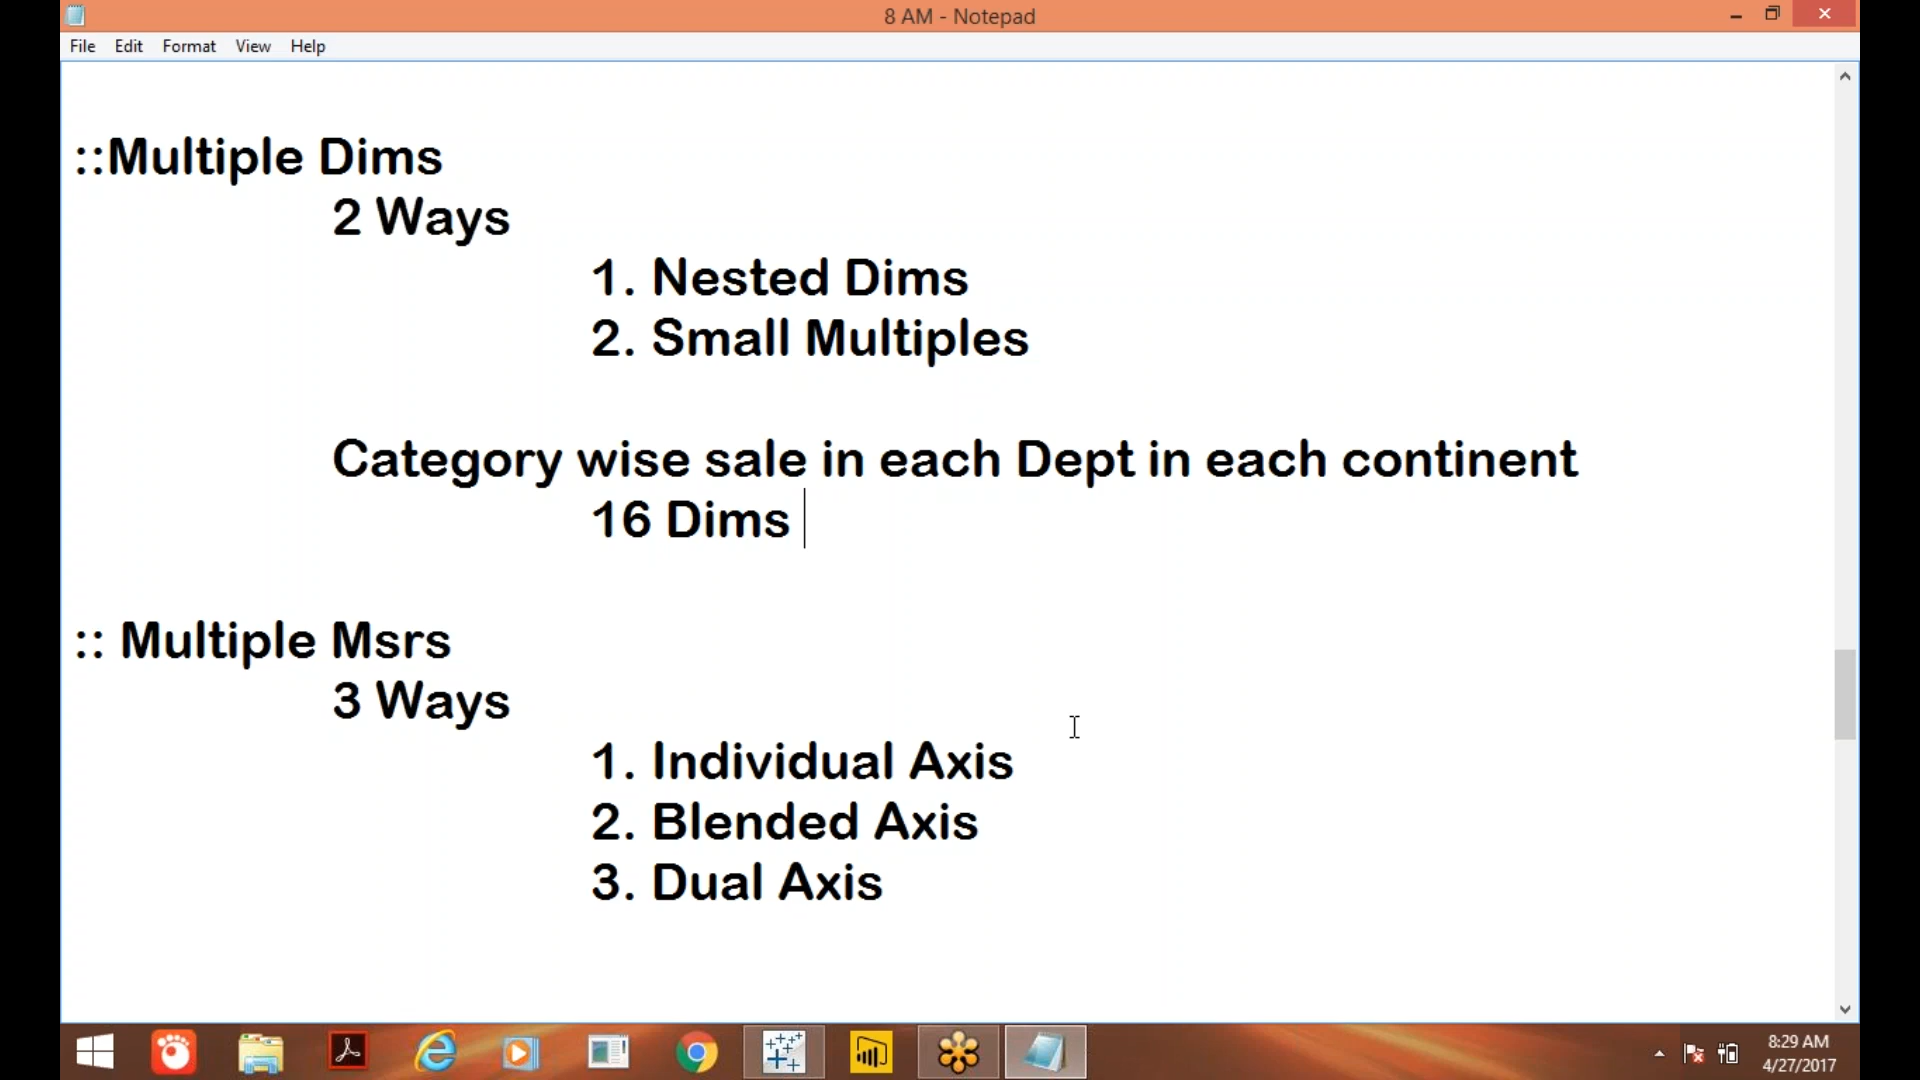 8 AM - Notepad
File Edit Format View Help
::Multiple Dims
2 Ways
1. Nested Dims
2. Small Multiples
Category wise sale in each Dept in each continent
16 Dims
:: Multiple Msrs
3 Ways
1. Individual Axis
2. Blended Axis
3. Dual Axis
8:29 AM
4/27/2017